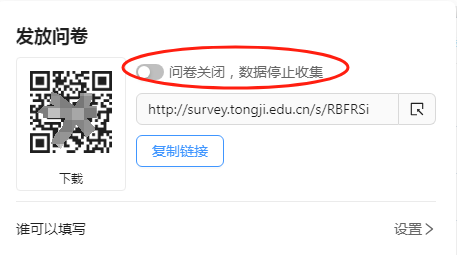 发放问卷
问卷关闭，数据停止收集
http://survey.tongji.edu.cn/s/RBFRSi
复制链接
下载
谁可以填写
设置